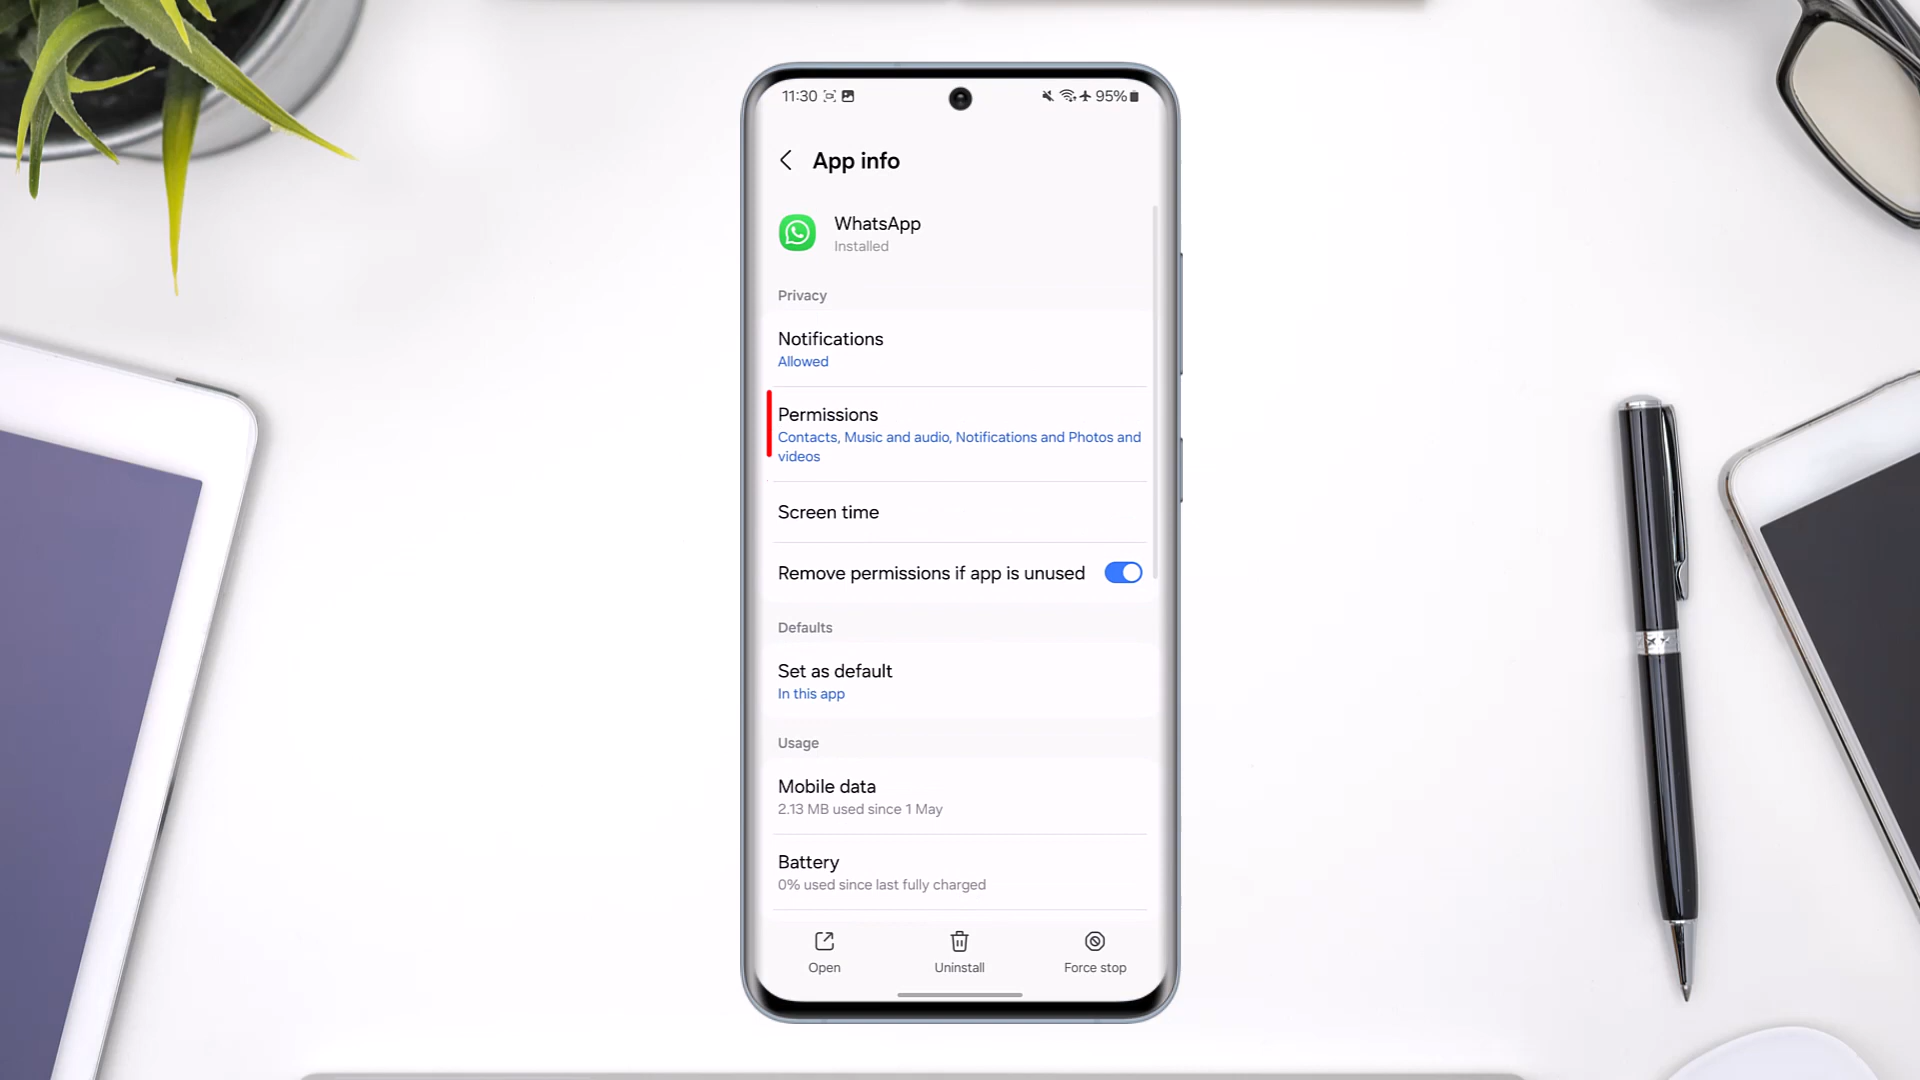 11:30 95%
App info
WhatsApp
Installed
Privacy
Notifications
Allowed
Permissions
Contacts, Music and audio, Notifications and Photos and
videos
Screen time
Remove permissions if app is unused
Defaults
Set as default
In this app
Usage
Mobile data
2.13 MB used since 1 May
Battery
0% used since last fully charged
Open Uninstall Force stop